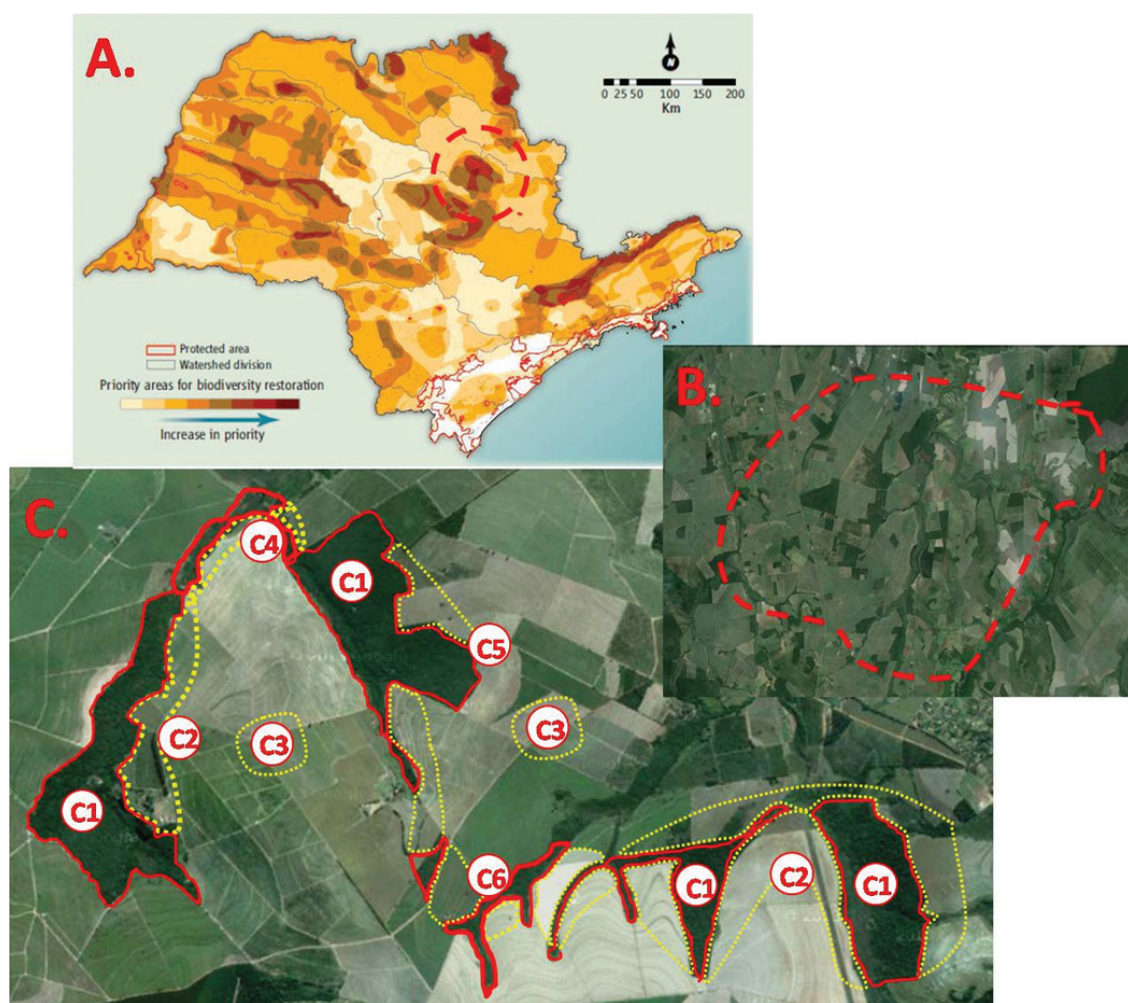 A.
N
0 25 50 100 150 200
Km
Protected area
Watershed division
Priority areas for biodiversity restoration
Increase in priority
B.
C.
C4
C1
C5
C2
C3
C3
C1
C6
C1
C2
C1